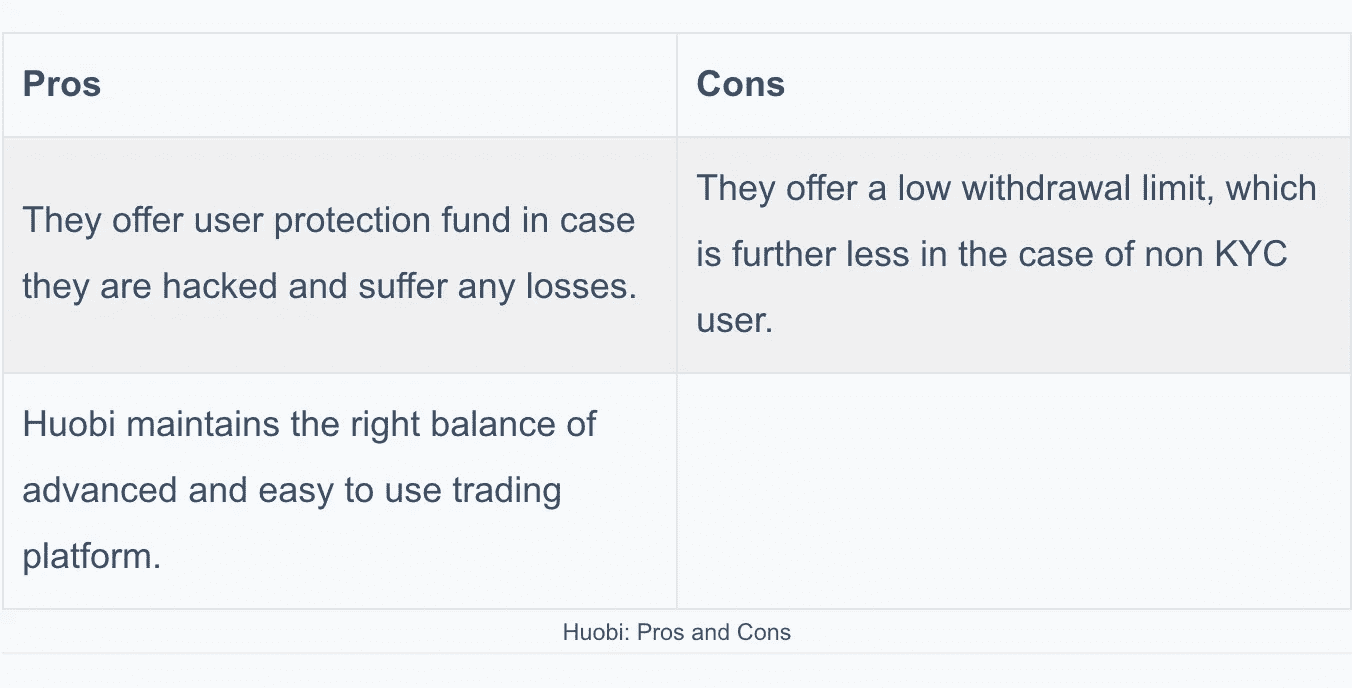 Pros
Cons
They offer user protection fund in case
they are hacked and suffer any losses.
They offer a low withdrawal limit, which
is further less in the case of non KYC
user.
Huobi maintains the right balance of
advanced and easy to use trading
platform.
Huobi: Pros and Cons